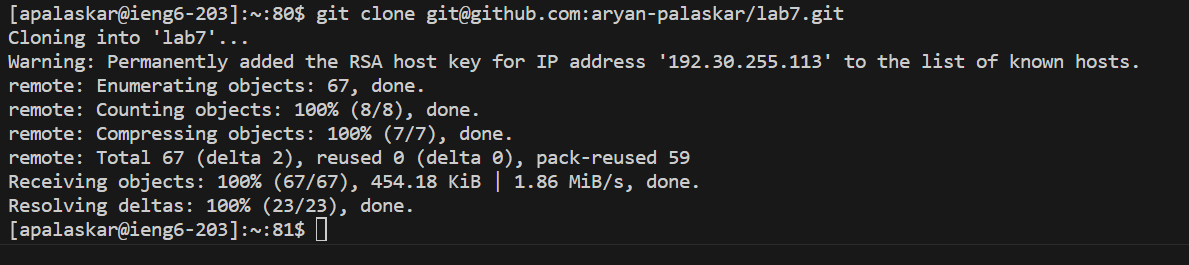 [apalaskar@ieng6-203]:~:80$ git clone git@github.com:aryan-palaskar/lab7.git
Cloning into 'lab7'...
Warning: Permanently added the RSA host key for IP address '192.30.255.113' to the list of known hosts.
remote: Enumerating objects: 67, done.
remote: Counting objects: 100% (8/8), done.
remote: Compressing objects: 100% (7/7), done.
remote: Total 67 (delta 2), reused 0 (delta 0), pack-reused 59
Receiving objects: 100% (67/67), 454.18 KiB | 1.86 MiB/s, done.
Resolving deltas: 100% (23/23), done.
[apalaskar@ieng6-203]:~:81$